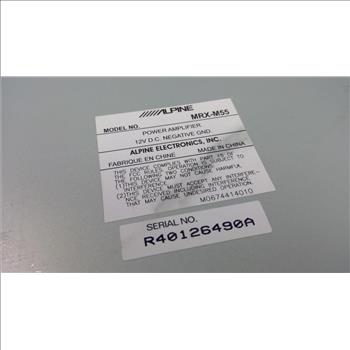 ALPINE
MODEL NO. MRX-M55
POWER AMPLIFIER
12V D.C. NEGATIVE GND.
ALPINE ELECTRONICS, INC.
FABRIQUE EN CHINE MADE IN CHINA
THIS DEVICE COMPLIES WITH PART 15 OF
THE FCC RULES. OPERATION IS SUBJECT TO
THE FOLLOWING TWO CONDITIONS:
(1)THIS DEVICE MAY NOT CAUSE HARMFUL
INTERFERENCE.
(2)THIS DEVICE MUST ACCEPT ANY INTERFERE-
NCE RECEIVED INCLUDING INTERFERENCE
THAT MAY CAUSE
M0674414010
SERIAL NO.
R40126490A